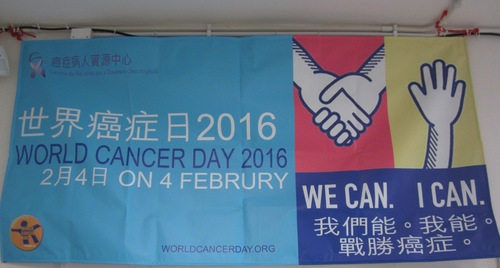 癌症病人資源中心
世界癌症日2016
WORLD CANCER DAY 2016
2月4日 ON 4 FEBRURY
WORLDCANCERDAY.ORG
WE CAN. I CAN.
我們能。我能。
戰勝癌症。